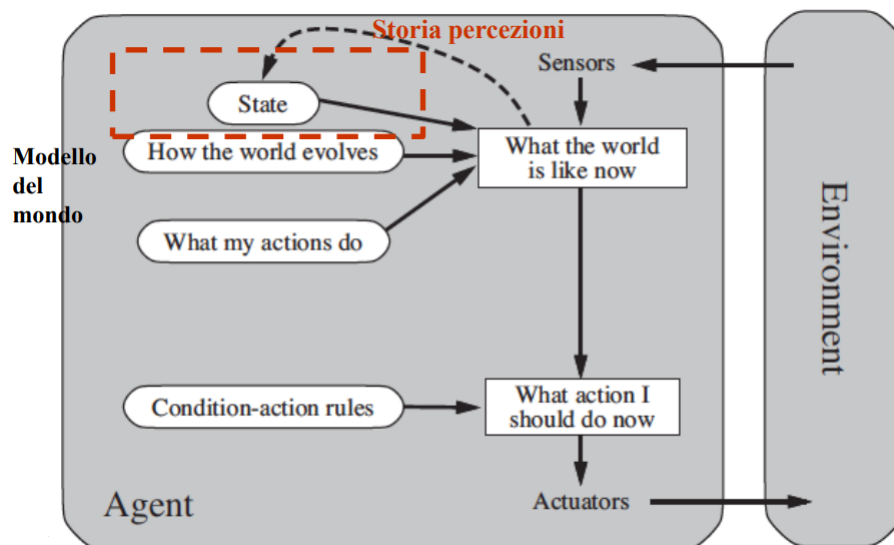 Storia percezioni
Sensors
State
Modello
del
mondo
How the world evolves
What the world
is like now
What my actions do
Environment
Condition-action rules
What action I
should do now
Agent
Actuators